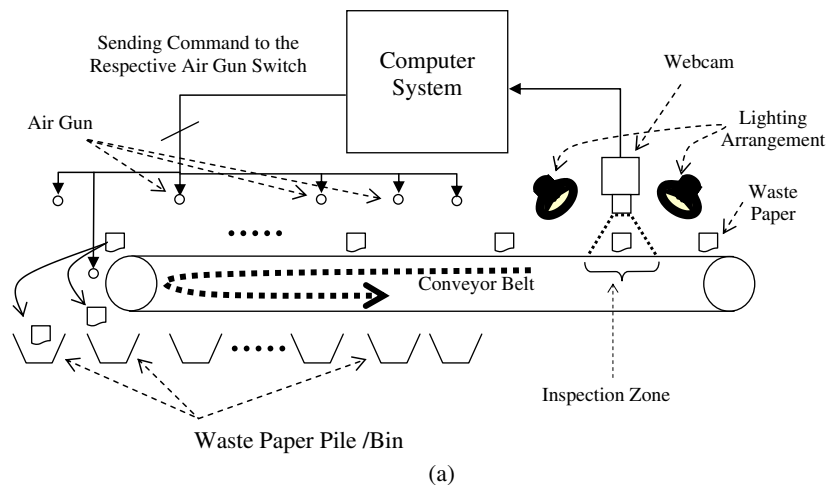 Sending Command to the
Respective Air Gun Switch
Computer
System
Webcam
Air Gun
Lighting
Arrangement
Waste
Paper
Conveyor Belt
Inspection Zone
Waste Paper Pile /Bin
(a)